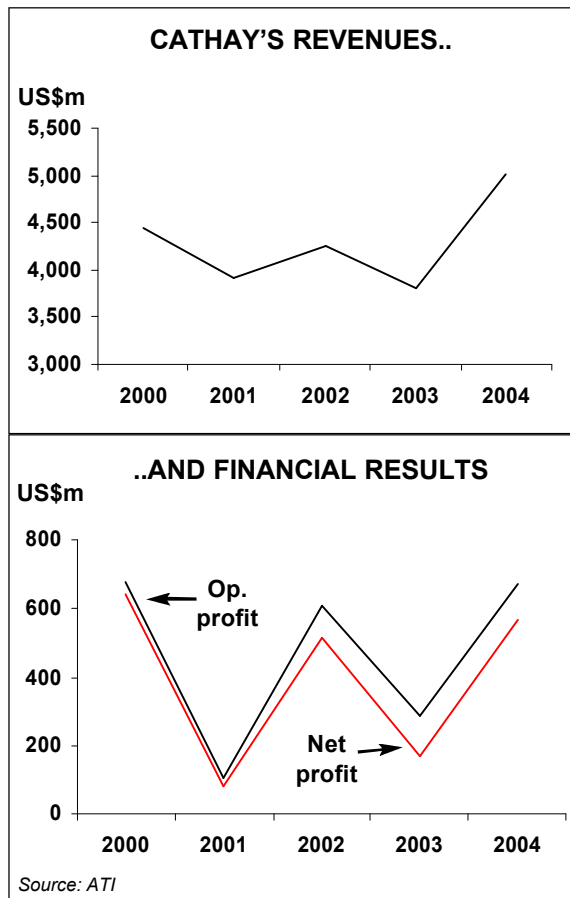 CATHAY'S REVENUES..
US$m
5,500
5,000
4,500
4,000
3,500
3,000
2000 2001 2002 2003 2004
..AND FINANCIAL RESULTS
US$m
800
600
400
200
0
Op.
profit
Net
profit
2000 2001 2002 2003 2004
Source: ATI